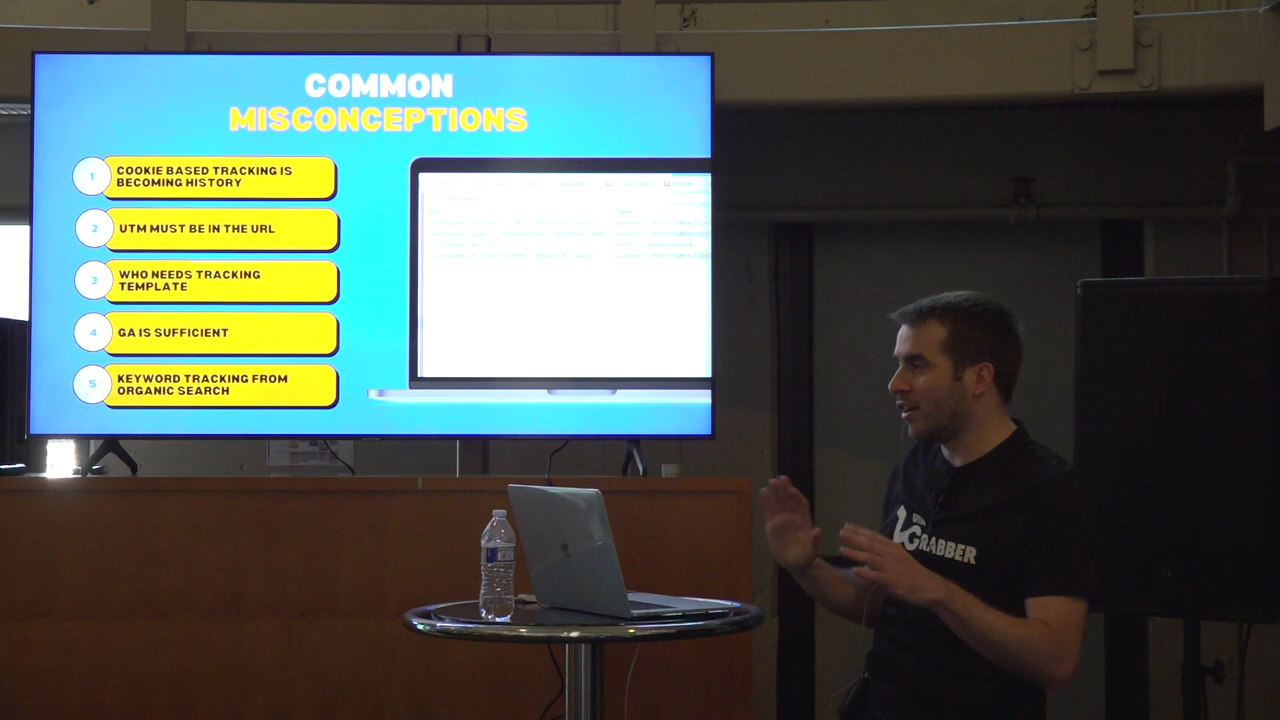 COMMON
MISCONCEPTIONS
1
COOKIE BASED TRACKING IS
BECOMING HISTORY
2
UTM MUST BE IN THE URL
3
WHO NEEDS TRACKING
TEMPLATE
4
GA IS SUFFICIENT
5
KEYWORD TRACKING FROM
ORGANIC SEARCH
UTM
GRABBER